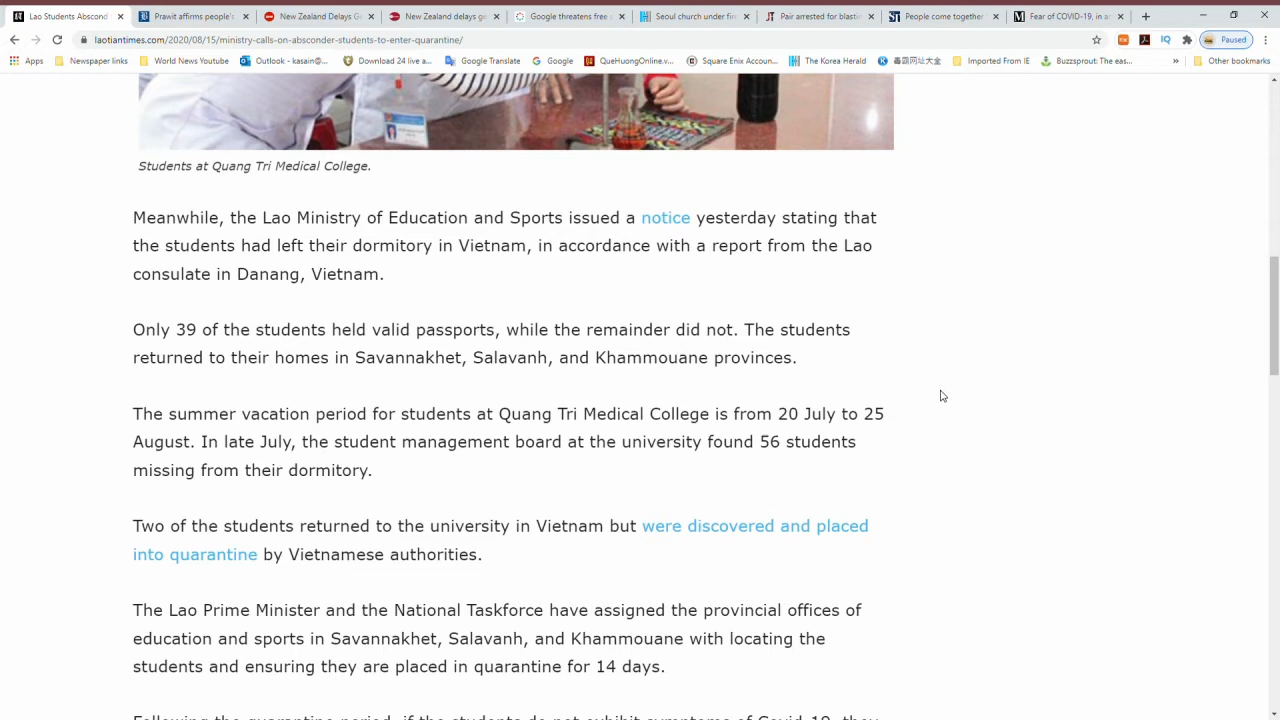 Lao Students Abscond
Prawit affirms people's
New Zealand Delays Ge
New Zealand delays ge
Google threatens free
Seoul church under fire
Pair arrested for blastin
People come together
Fear of COVID-19, in a
laotiantimes.com/2020/08/15/ministry-calls-on-absconder-students-to-enter-quarantine/
Paused
Apps
Newspaper links
World News Youtube
Outlook - kasain@...
Download 24 live a...
Google Translate
Google
QueHuongOnline.v...
Square Enix Accoun...
The Korea Herald
Imported From IE
Buzzsprout: The eas...
»
Other bookmarks
Students at Quang Tri Medical College.
Meanwhile, the Lao Ministry of Education and Sports issued a notice yesterday stating that
the students had left their dormitory in Vietnam, in accordance with a report from the Lao
consulate in Danang, Vietnam.
Only 39 of the students held valid passports, while the remainder did not. The students
returned to their homes in Savannakhet, Salavanh, and Khammouane provinces.
The summer vacation period for students at Quang Tri Medical College is from 20 July to 25
August. In late July, the student management board at the university found 56 students
missing from their dormitory.
Two of the students returned to the university in Vietnam but were discovered and placed
into quarantine by Vietnamese authorities.
The Lao Prime Minister and the National Taskforce have assigned the provincial offices of
education and sports in Savannakhet, Salavanh, and Khammouane with locating the
students and ensuring they are placed in quarantine for 14 days.
Following the quarantine period, if the students do not exhibit symptoms of Covid-19, they